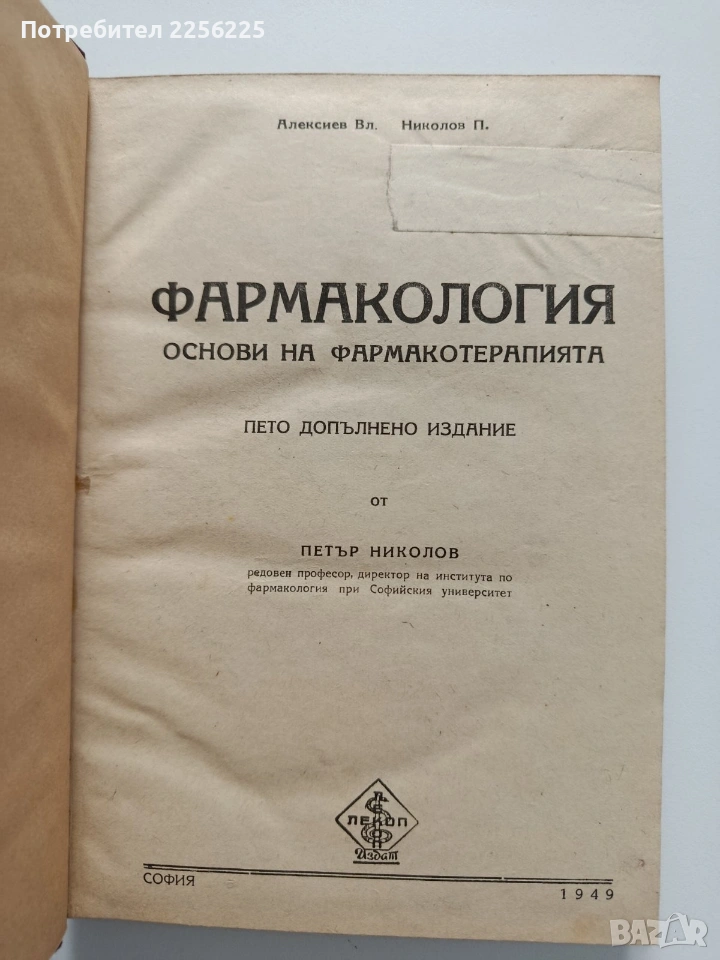 Потребител 2256225
Алексиев Вл. Николов П.
ФАРМАКОЛОГИЯ
ОСНОВИ НА ФАРМАКОТЕРАПИЯТА
ПЕТО ДОПЪЛНЕНО ИЗДАНИЕ
от
ПЕТЪР НИКОЛОВ
редовен професор, директор на института по
фармакология при Софийския университет
ЛЕКОП
Издат
СОФИЯ
1949
BAZAR